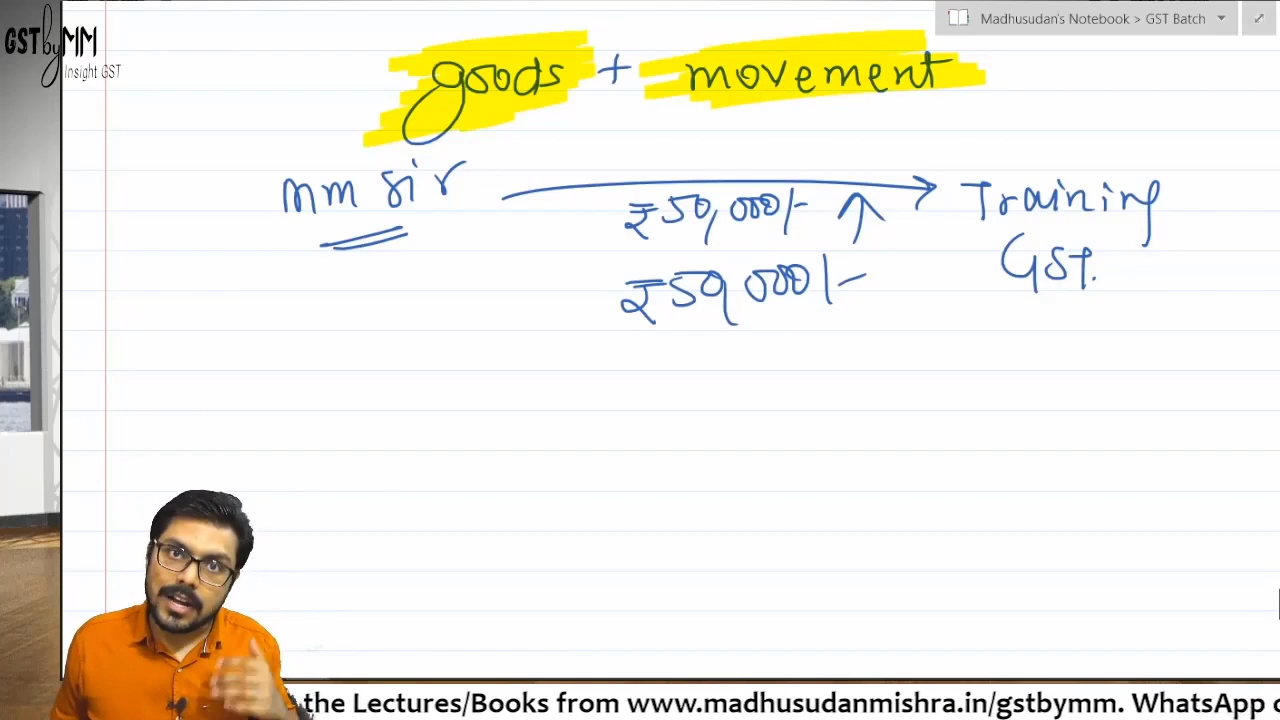 GST by MM
Insight GST
Madhusudan's Notebook > GST Batch
goods + movement
MM Sir
₹50,000/- ↑
Training
GST.
₹50,000/-
the Lectures/Books from www.madhusudanmishra.in/gstbymm. WhatsApp